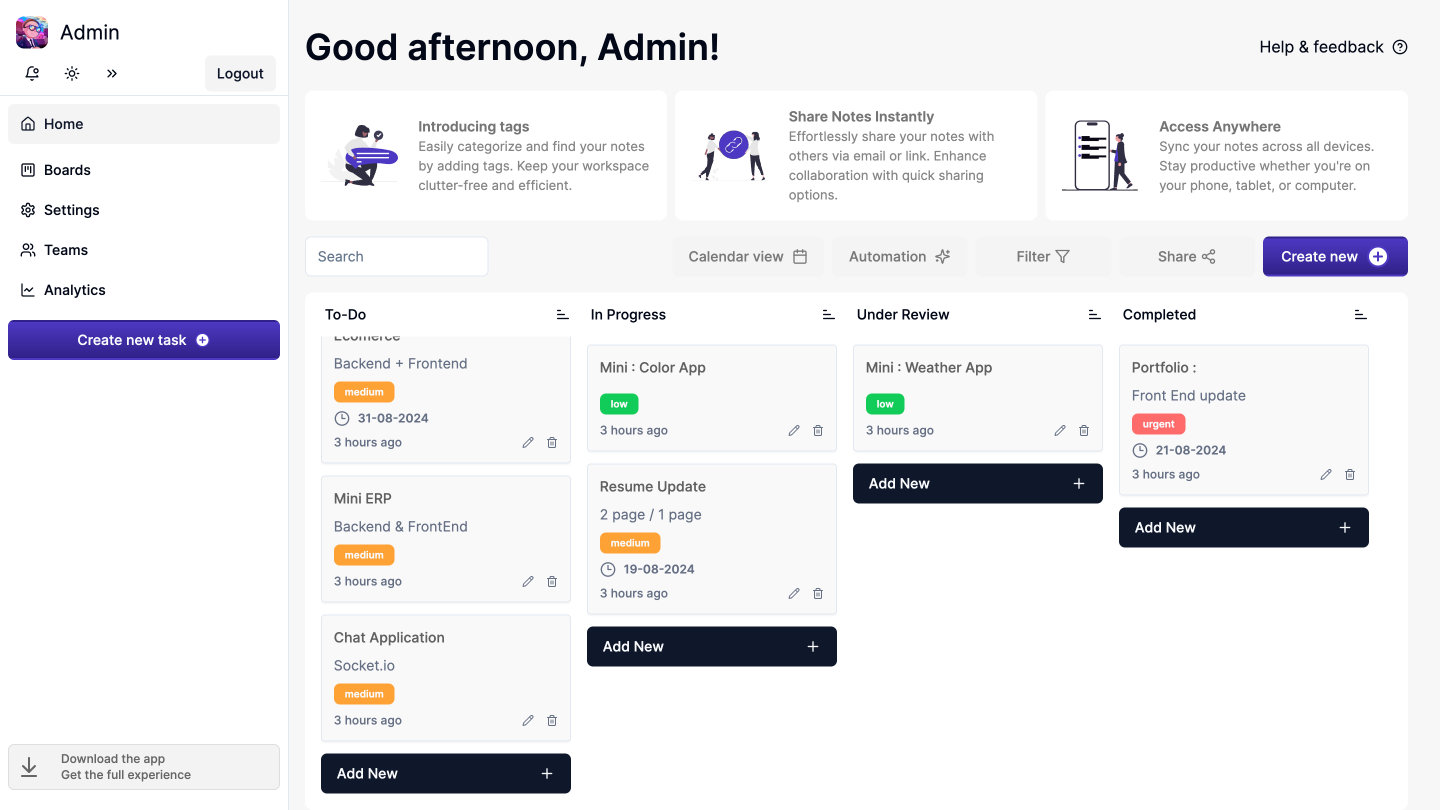 Admin
Logout
Home
Boards
Settings
Teams
Analytics
Create new task
Download the app
Get the full experience
Good afternoon, Admin!
Help & feedback
Introducing tags
Easily categorize and find your notes
by adding tags. Keep your workspace
clutter-free and efficient.
Share Notes Instantly
Effortlessly share your notes with
others via email or link. Enhance
collaboration with quick sharing
options.
Access Anywhere
Sync your notes across all devices.
Stay productive whether you're on
your phone, tablet, or computer.
Search
Calendar view
Automation
Filter
Share
Create new
To-Do
Ecomerce
Backend + Frontend
medium
31-08-2024
3 hours ago
Mini ERP
Backend & FrontEnd
medium
3 hours ago
Chat Application
Socket.io
medium
3 hours ago
Add New
In Progress
Mini : Color App
low
3 hours ago
Resume Update
2 page / 1 page
medium
19-08-2024
3 hours ago
Add New
Under Review
Mini : Weather App
low
3 hours ago
Add New
Completed
Portfolio :
Front End update
urgent
21-08-2024
3 hours ago
Add New